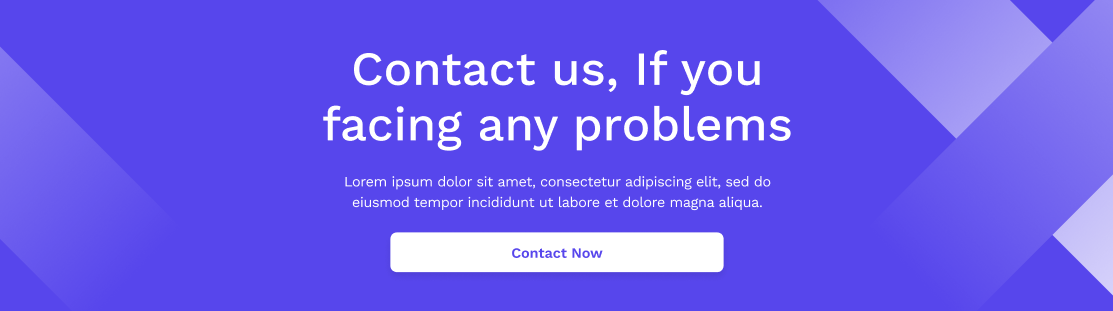 Contact us, If you
facing any problems
Lorem ipsum dolor sit amet, consectetur adipiscing elit, sed do
eiusmod tempor incididunt ut labore et dolore magna aliqua.
Contact Now